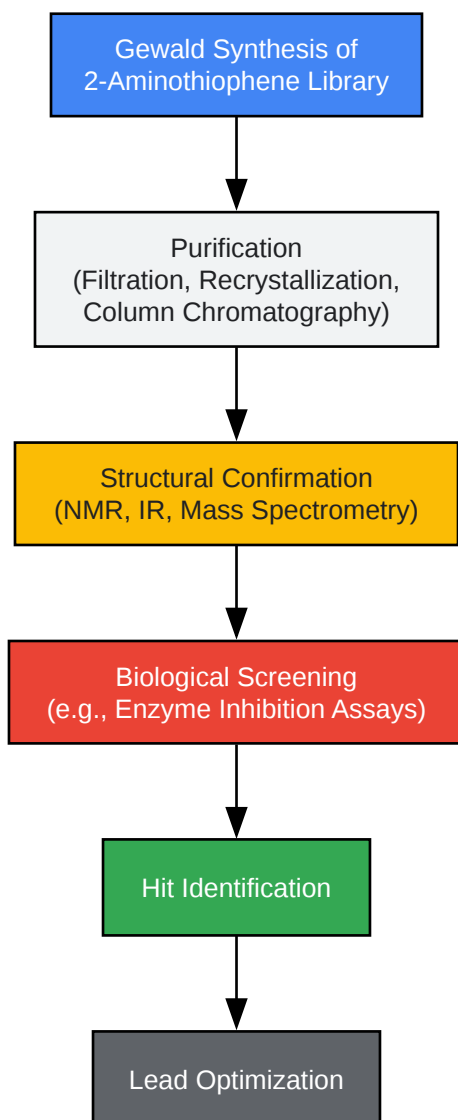 Gewald Synthesis of
2-Aminothiophene Library
Purification
(Filtration, Recrystallization,
Column Chromatography)
Structural Confirmation
(NMR, IR, Mass Spectrometry)
Biological Screening
(e.g., Enzyme Inhibition Assays)
Hit Identification
Lead Optimization